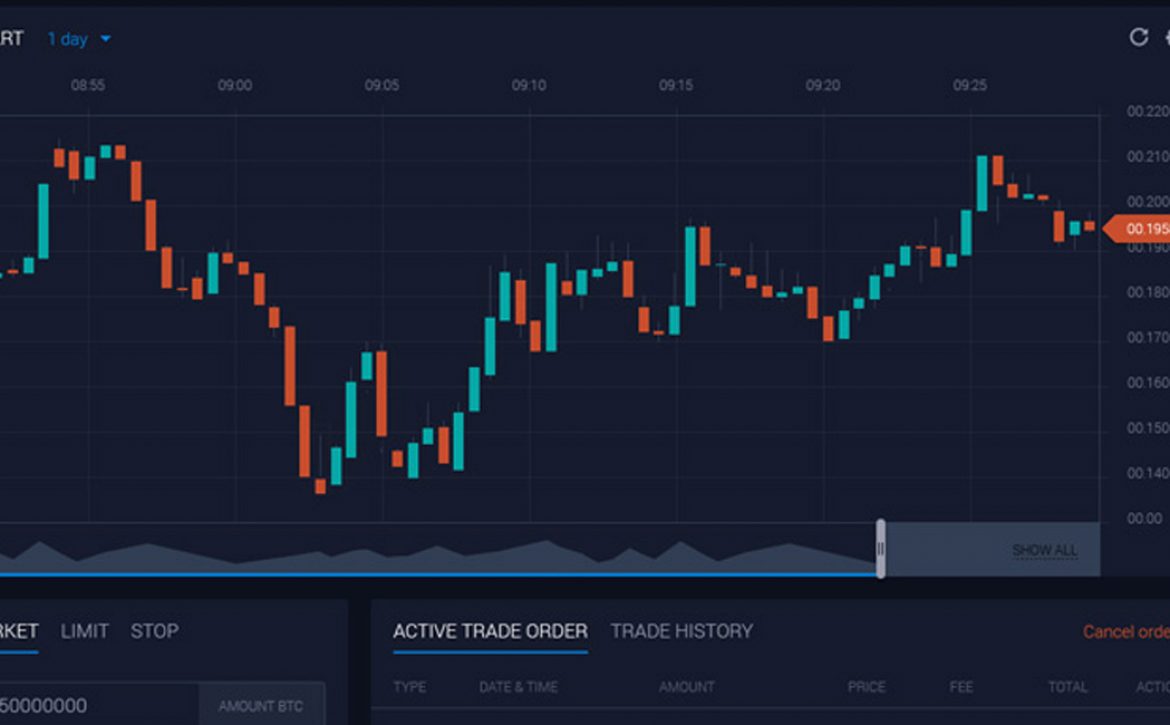 ART 1 day
08:55 09:00 09:05 09:10 09:15 09:20 09:25
00.220
00.210
00.200
00.195
00.190
00.180
00.170
00.160
00.150
00.140
00.00
SHOW ALL
RKET LIMIT STOP
ACTIVE TRADE ORDER TRADE HISTORY Cancel orde
TYPE DATE & TIME AMOUNT PRICE FEE TOTAL ACTIO
50000000 AMOUNT BTC